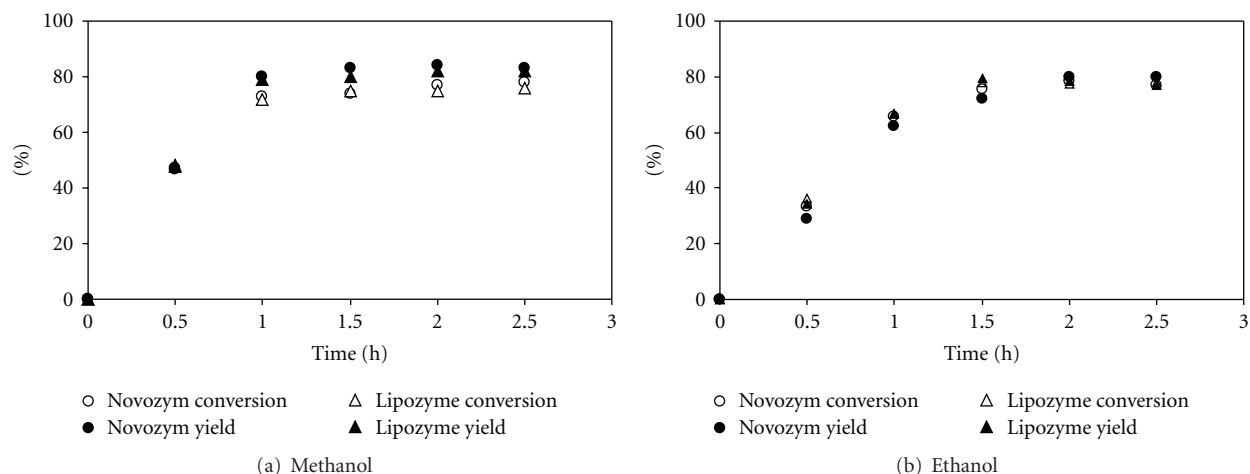 100
80
60
40
20
0
(%)
0 0.5 1 1.5 2 2.5 3
Time (h)
Novozym conversion
Novozym yield
Lipozyme conversion
Lipozyme yield
(a) Methanol
100
80
60
40
20
0
(%)
0 0.5 1 1.5 2 2.5 3
Time (h)
Novozym conversion
Novozym yield
Lipozyme conversion
Lipozyme yield
(b) Ethanol